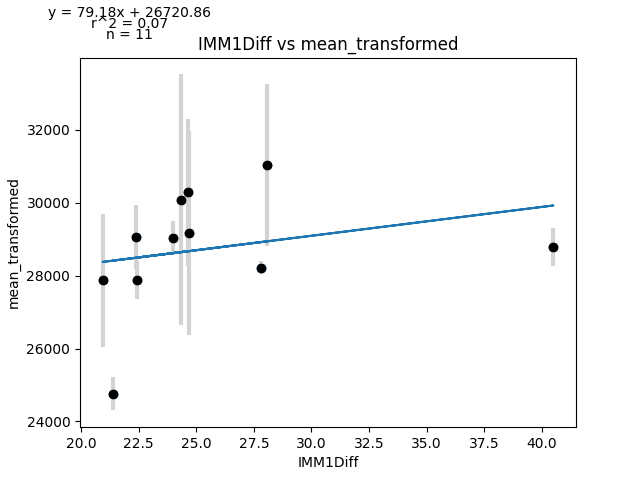 y = 79.18x + 26720.86
r^2 = 0.07
n = 11
IMM1Diff vs mean_transformed
32000
30000
28000
26000
24000
mean_transformed
20.0 22.5 25.0 27.5 30.0 32.5 35.0 37.5 40.0
IMM1Diff